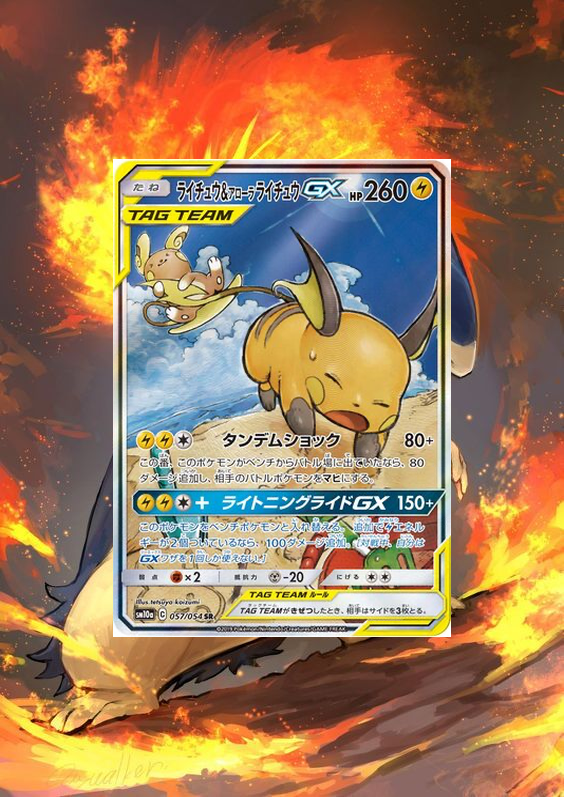 たね ライチュウ&アローラライチュウGX HP260
TAG TEAM
タンデムショック 80+
この番、このポケモンがベンチからバトル場に出ていたなら、80
ダメージ追加し、相手のバトルポケモンをマヒにする。
+ ライトニングライドGX 150+
このポケモンをベンチポケモンと入れ替える。追加でエネル
ギーが2個ついているなら、100ダメージ追加。[対戦中、自分は
GXワザを1回しか使えない。]
弱点 ×2 抵抗力 -20 にげる
Illus. tetsuya koizumi
TAG TEAM ルール
TAG TEAMがきぜつしたとき、相手はサイドを3枚とる。
sm10a C 057/054 SR
©2019 Pokémon/Nintendo/Creatures/GAME FREAK.